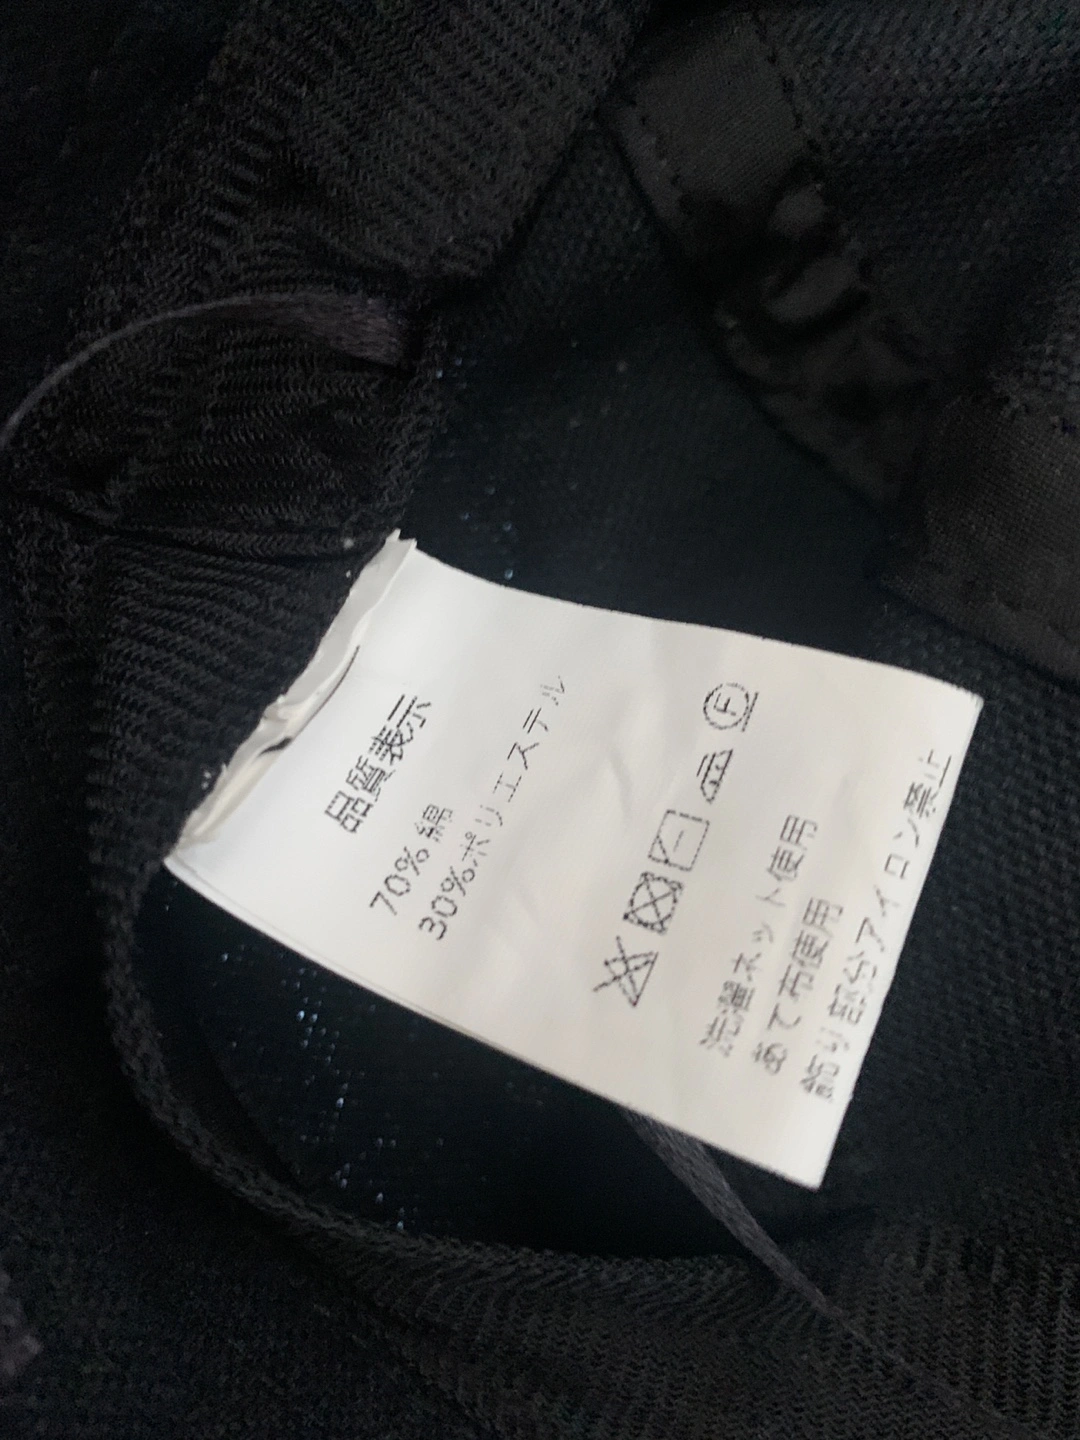 品質表示
70% 綿
30%ポリエステル
F
洗濯ネット使用
あて布使用
飾り部分アイロン禁止